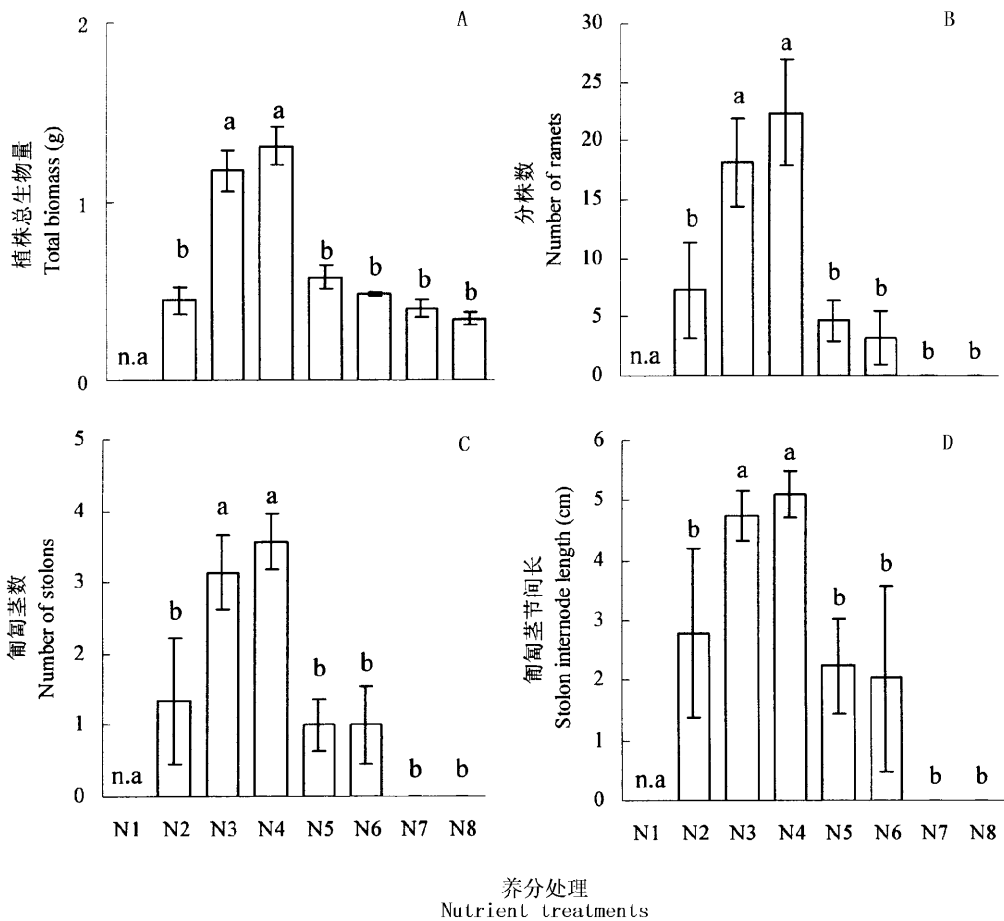 A
植株总生物量
Total biomass (g)
2
1
0
n.a
b
a
a
b
b
b
b
B
分株数
Number of ramets
30
25
20
15
10
5
0
n.a
b
a
a
b
b
b
b
C
匍匐茎数
Number of stolons
5
4
3
2
1
0
n.a
b
a
a
b
b
b
b
N1 N2 N3 N4 N5 N6 N7 N8
D
匍匐茎节间长
Stolon internode length (cm)
6
5
4
3
2
1
0
n.a
b
a
a
b
b
b
b
N1 N2 N3 N4 N5 N6 N7 N8
养分处理
Nutrient treatments